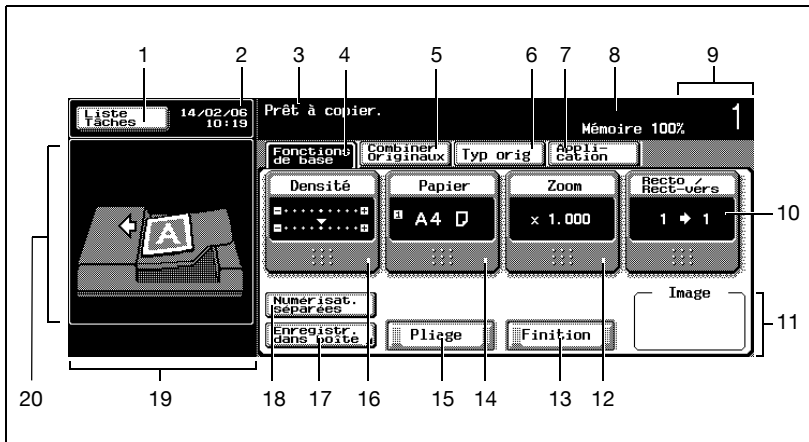 1 2 3 4 5 6 7 8 9
Liste
Tâches
14/02/06
10:19
Prêt à copier.
Mémoire 100%
1
Fonctions
de base
Combiner
Originaux
Typ orig
Appli-
cation
Densité
Papier
Zoom
Recto /
Rect-vers
1 A4
x 1.000
1 → 1
10
A
Numérisat.
séparées
Enregistr.
dans boîte
Pliage
Finition
Image
11
20 19 18 17 16 15 14 13 12